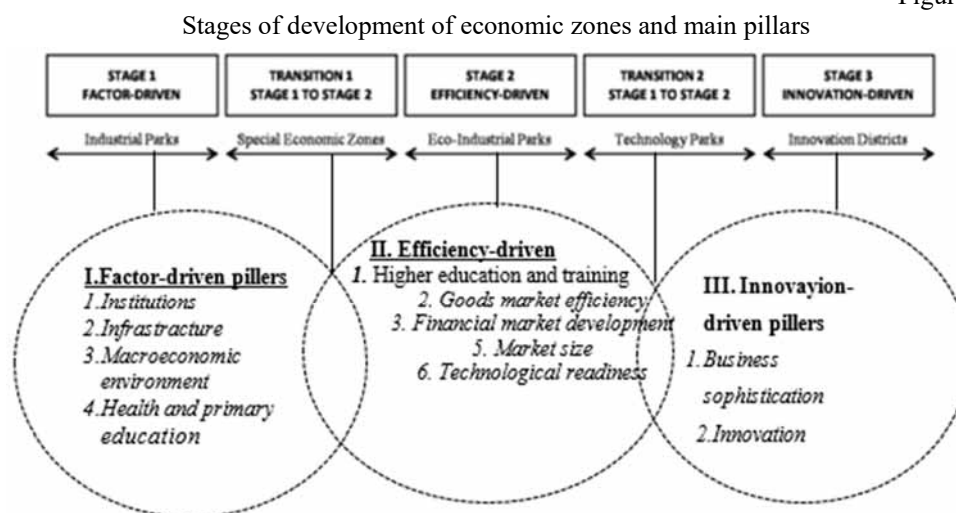 Figur
Stages of development of economic zones and main pillars
STAGE 1
FACTOR-DRIVEN
TRANSITION 1
STAGE 1 TO STAGE 2
STAGE 2
EFFICIENCY-DRIVEN
TRANSITION 2
STAGE 1 TO STAGE 2
STAGE 3
INNOVATION-DRIVEN
Industrial Parks
Special Economic Zones
Eco-Industrial Parks
Technology Parks
Innovation Districts
I.Factor-driven pillers
1.Institutions
2.Infrastracture
3.Macroeconomic
environment
4.Health and primary
education
II. Efficiency-driven
1. Higher education and training
2. Goods market efficiency
3. Financial market development
5. Market size
6. Technological readiness
III. Innovayion-
driven pillers
1.Business
sophistication
2.Innovation